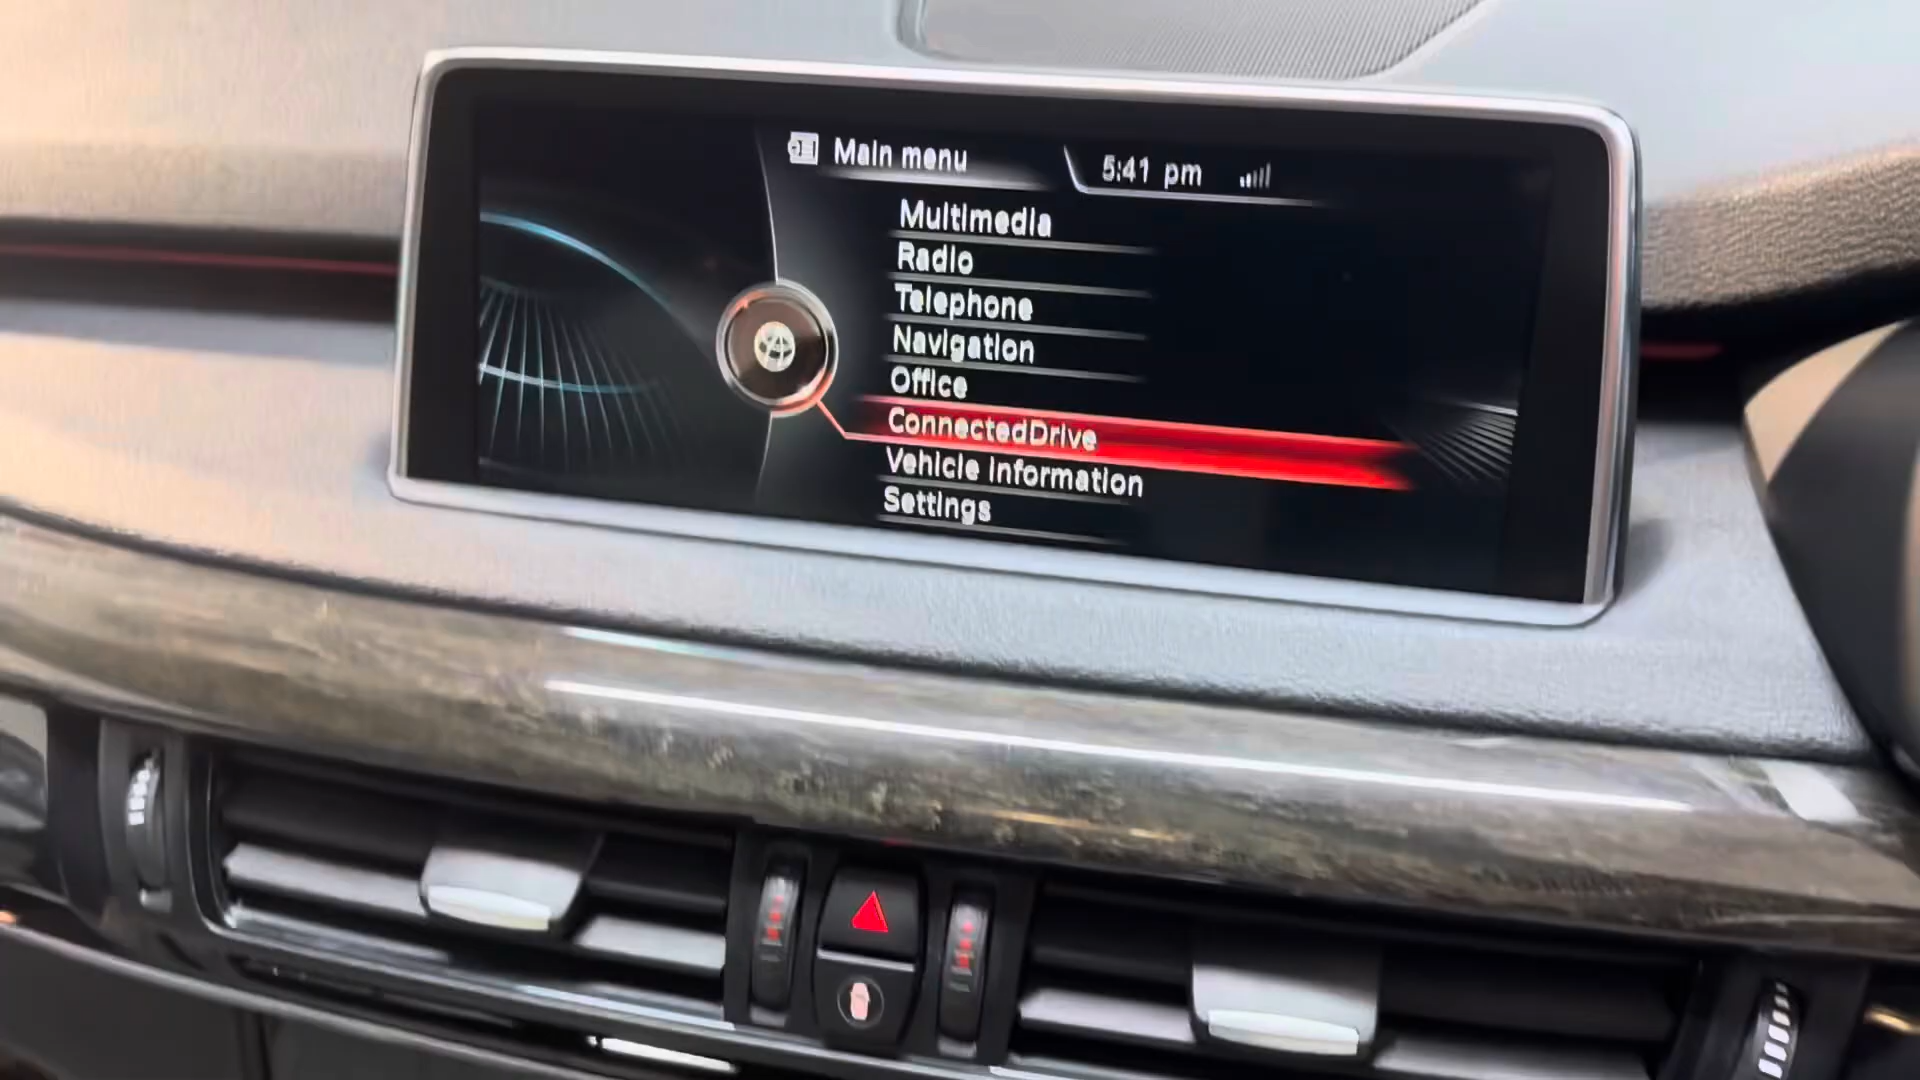 Main menu
5:41 pm
Multimedia
Radio
Telephone
Navigation
Office
ConnectedDrive
Vehicle information
Settings